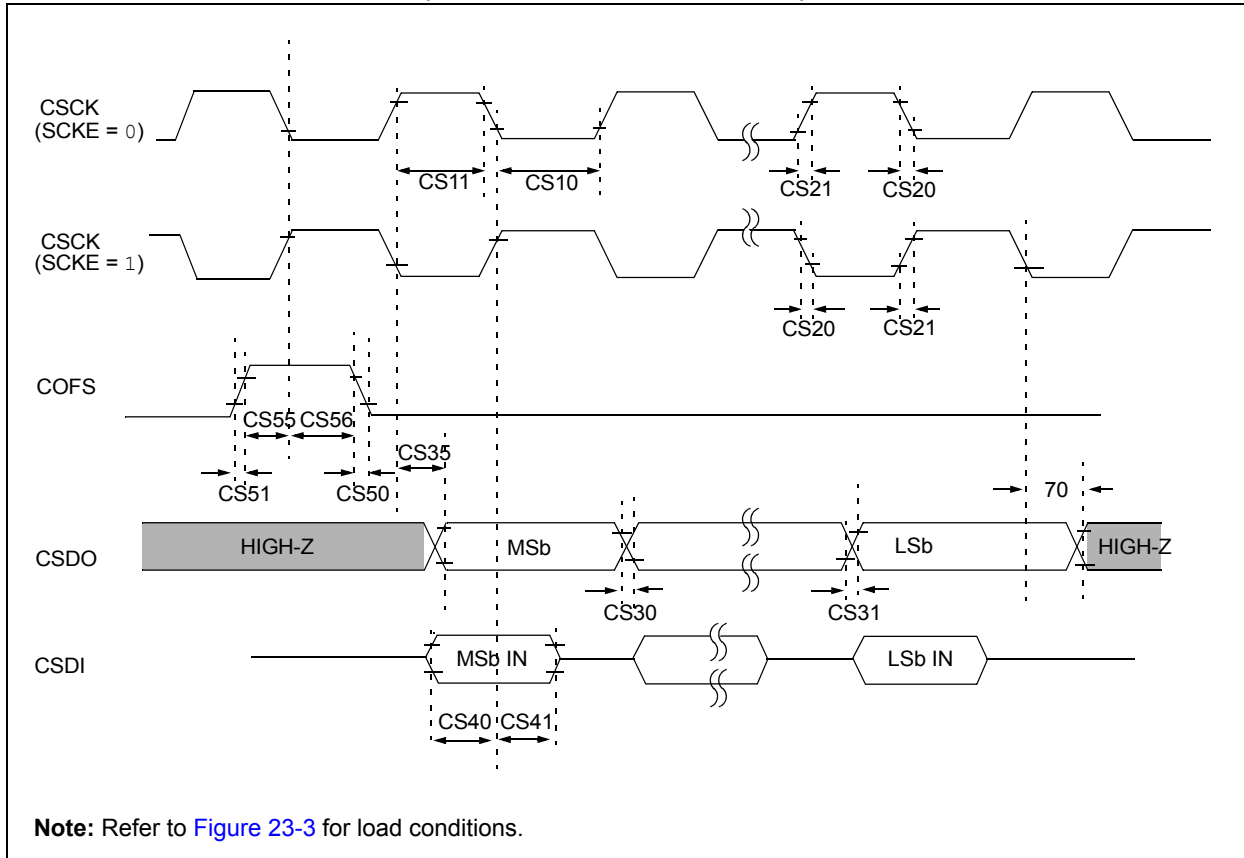 CSCK
(SCKE = 0)
CS11
CS10
CS21
CS20
CSCK
(SCKE = 1)
CS20
CS21
COFS
CS55
CS56
CS35
CS51
CS50
70
CSDO
HIGH-Z
MSb
LSb
HIGH-Z
CS30
CS31
CSDI
MSb IN
LSb IN
CS40
CS41
Note: Refer to Figure 23-3 for load conditions.